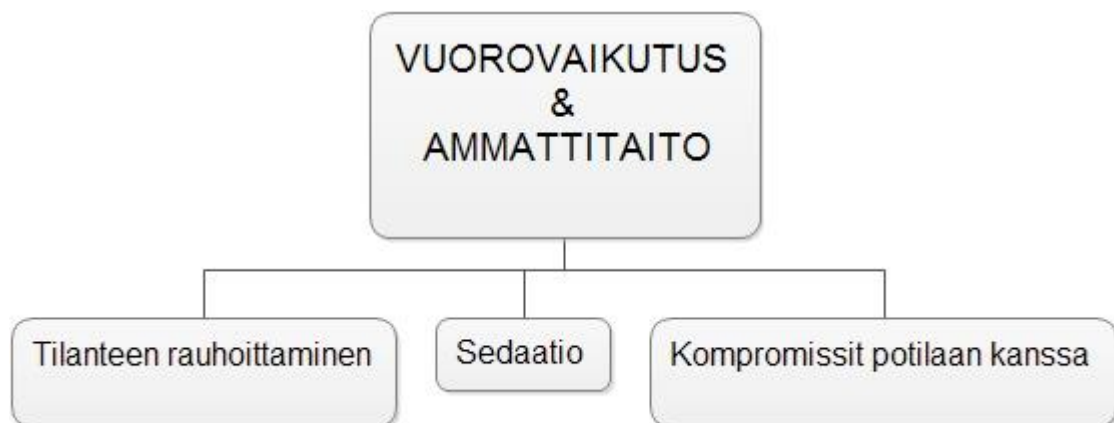 VUOROVAIKUTUS
&
AMMATTITAITO
Tilanteen rauhoittaminen
Sedaatio
Kompromissit potilaan kanssa